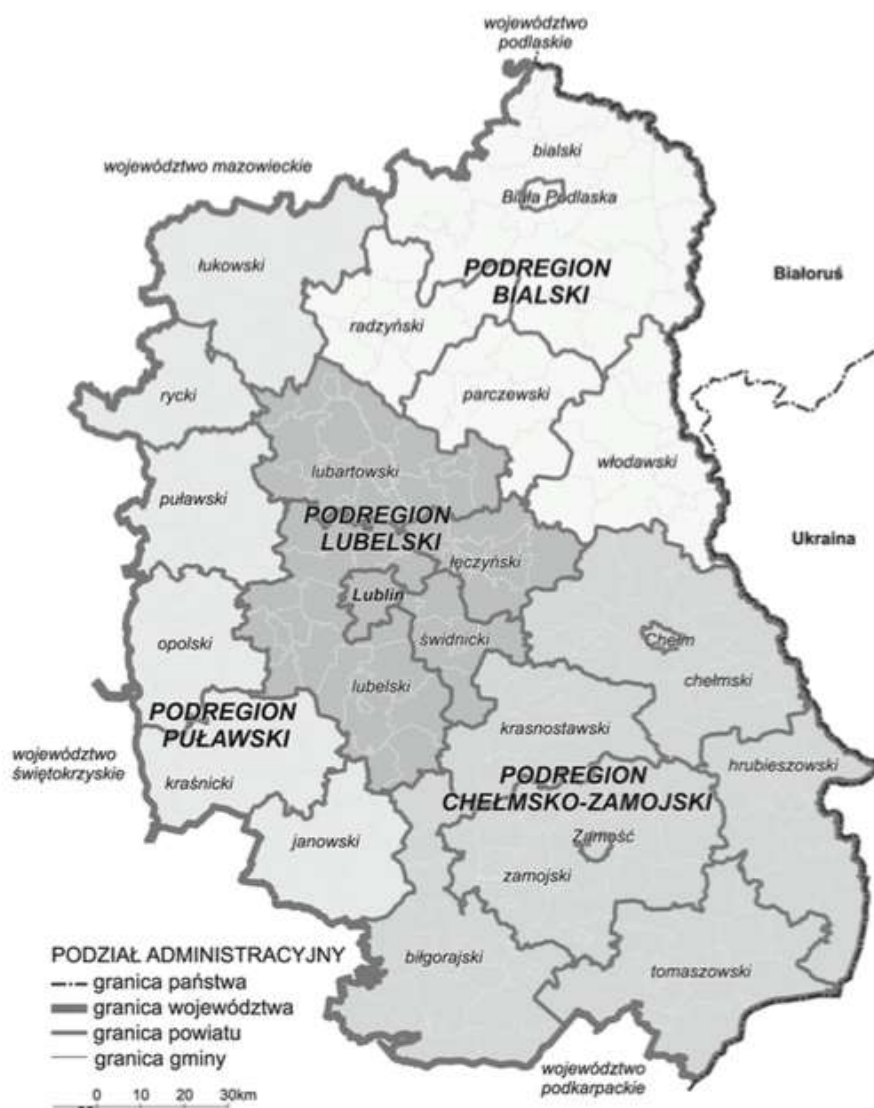 województwo
podlaskie
województwo mazowieckie
bialski
Biała Podlaska
łukowski
PODREGION
BIALSKI
Białoruś
radzyński
rycki
parczewski
lubartowski
włodawski
puławski
PODREGION
LUBELSKI
Ukraina
łęczyński
Lublin
opolski
świdnicki
Chełm
lubelski
chełmski
PODREGION
PUŁAWSKI
krasnostawski
województwo
świętokrzyskie
hrubieszowski
kraśnicki
PODREGION
CHEŁMSKO-ZAMOJSKI
janowski
Zamość
zamojski
PODZIAŁ ADMINISTRACYJNY
biłgorajski
tomaszowski
granica państwa
granica województwa
granica powiatu
granica gminy
województwo
podkarpackie
0 10 20 30km